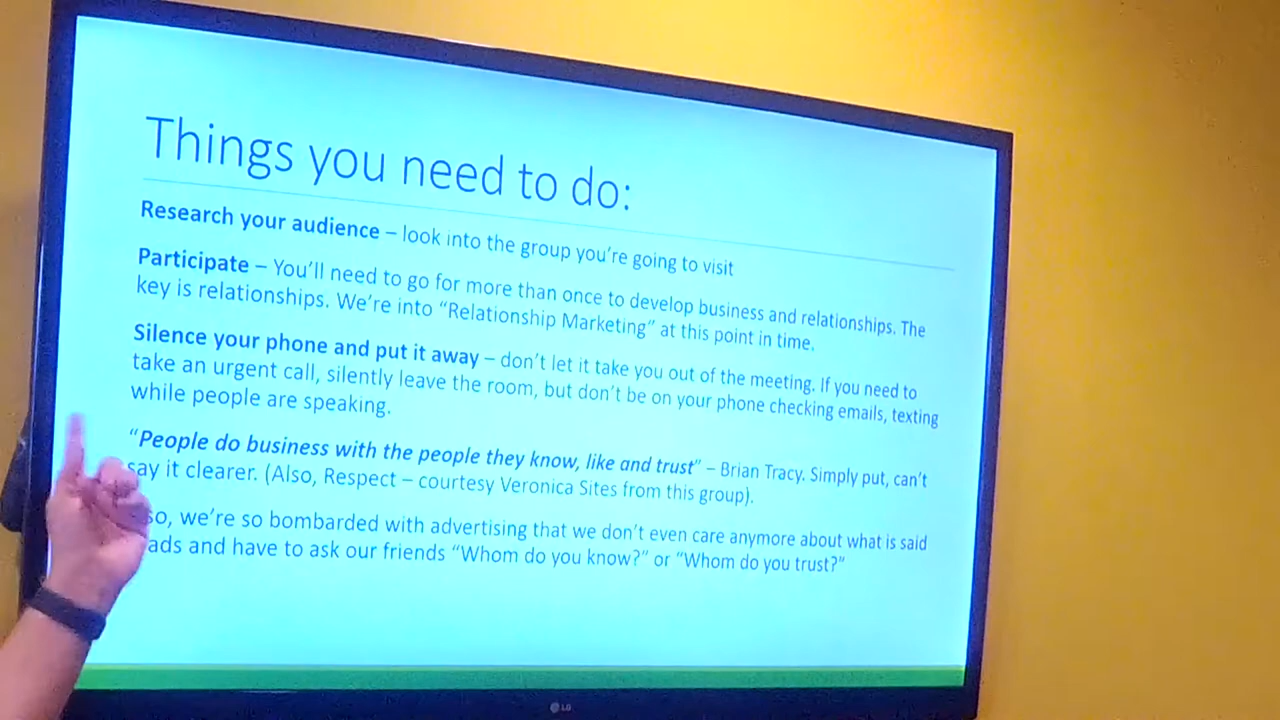 Things you need to do:
Research your audience – look into the group you're going to visit
Participate – You'll need to go for more than once to develop business and relationships. The
key is relationships. We're into "Relationship Marketing" at this point in time.
Silence your phone and put it away – don't let it take you out of the meeting. If you need to
take an urgent call, silently leave the room, but don't be on your phone checking emails, texting
while people are speaking.
"People do business with the people they know, like and trust" – Brian Tracy. Simply put, can't
say it clearer. (Also, Respect – courtesy Veronica Sites from this group).
so, we're so bombarded with advertising that we don't even care anymore about what is said
ads and have to ask our friends "Whom do you know?" or "Whom do you trust?"
LG